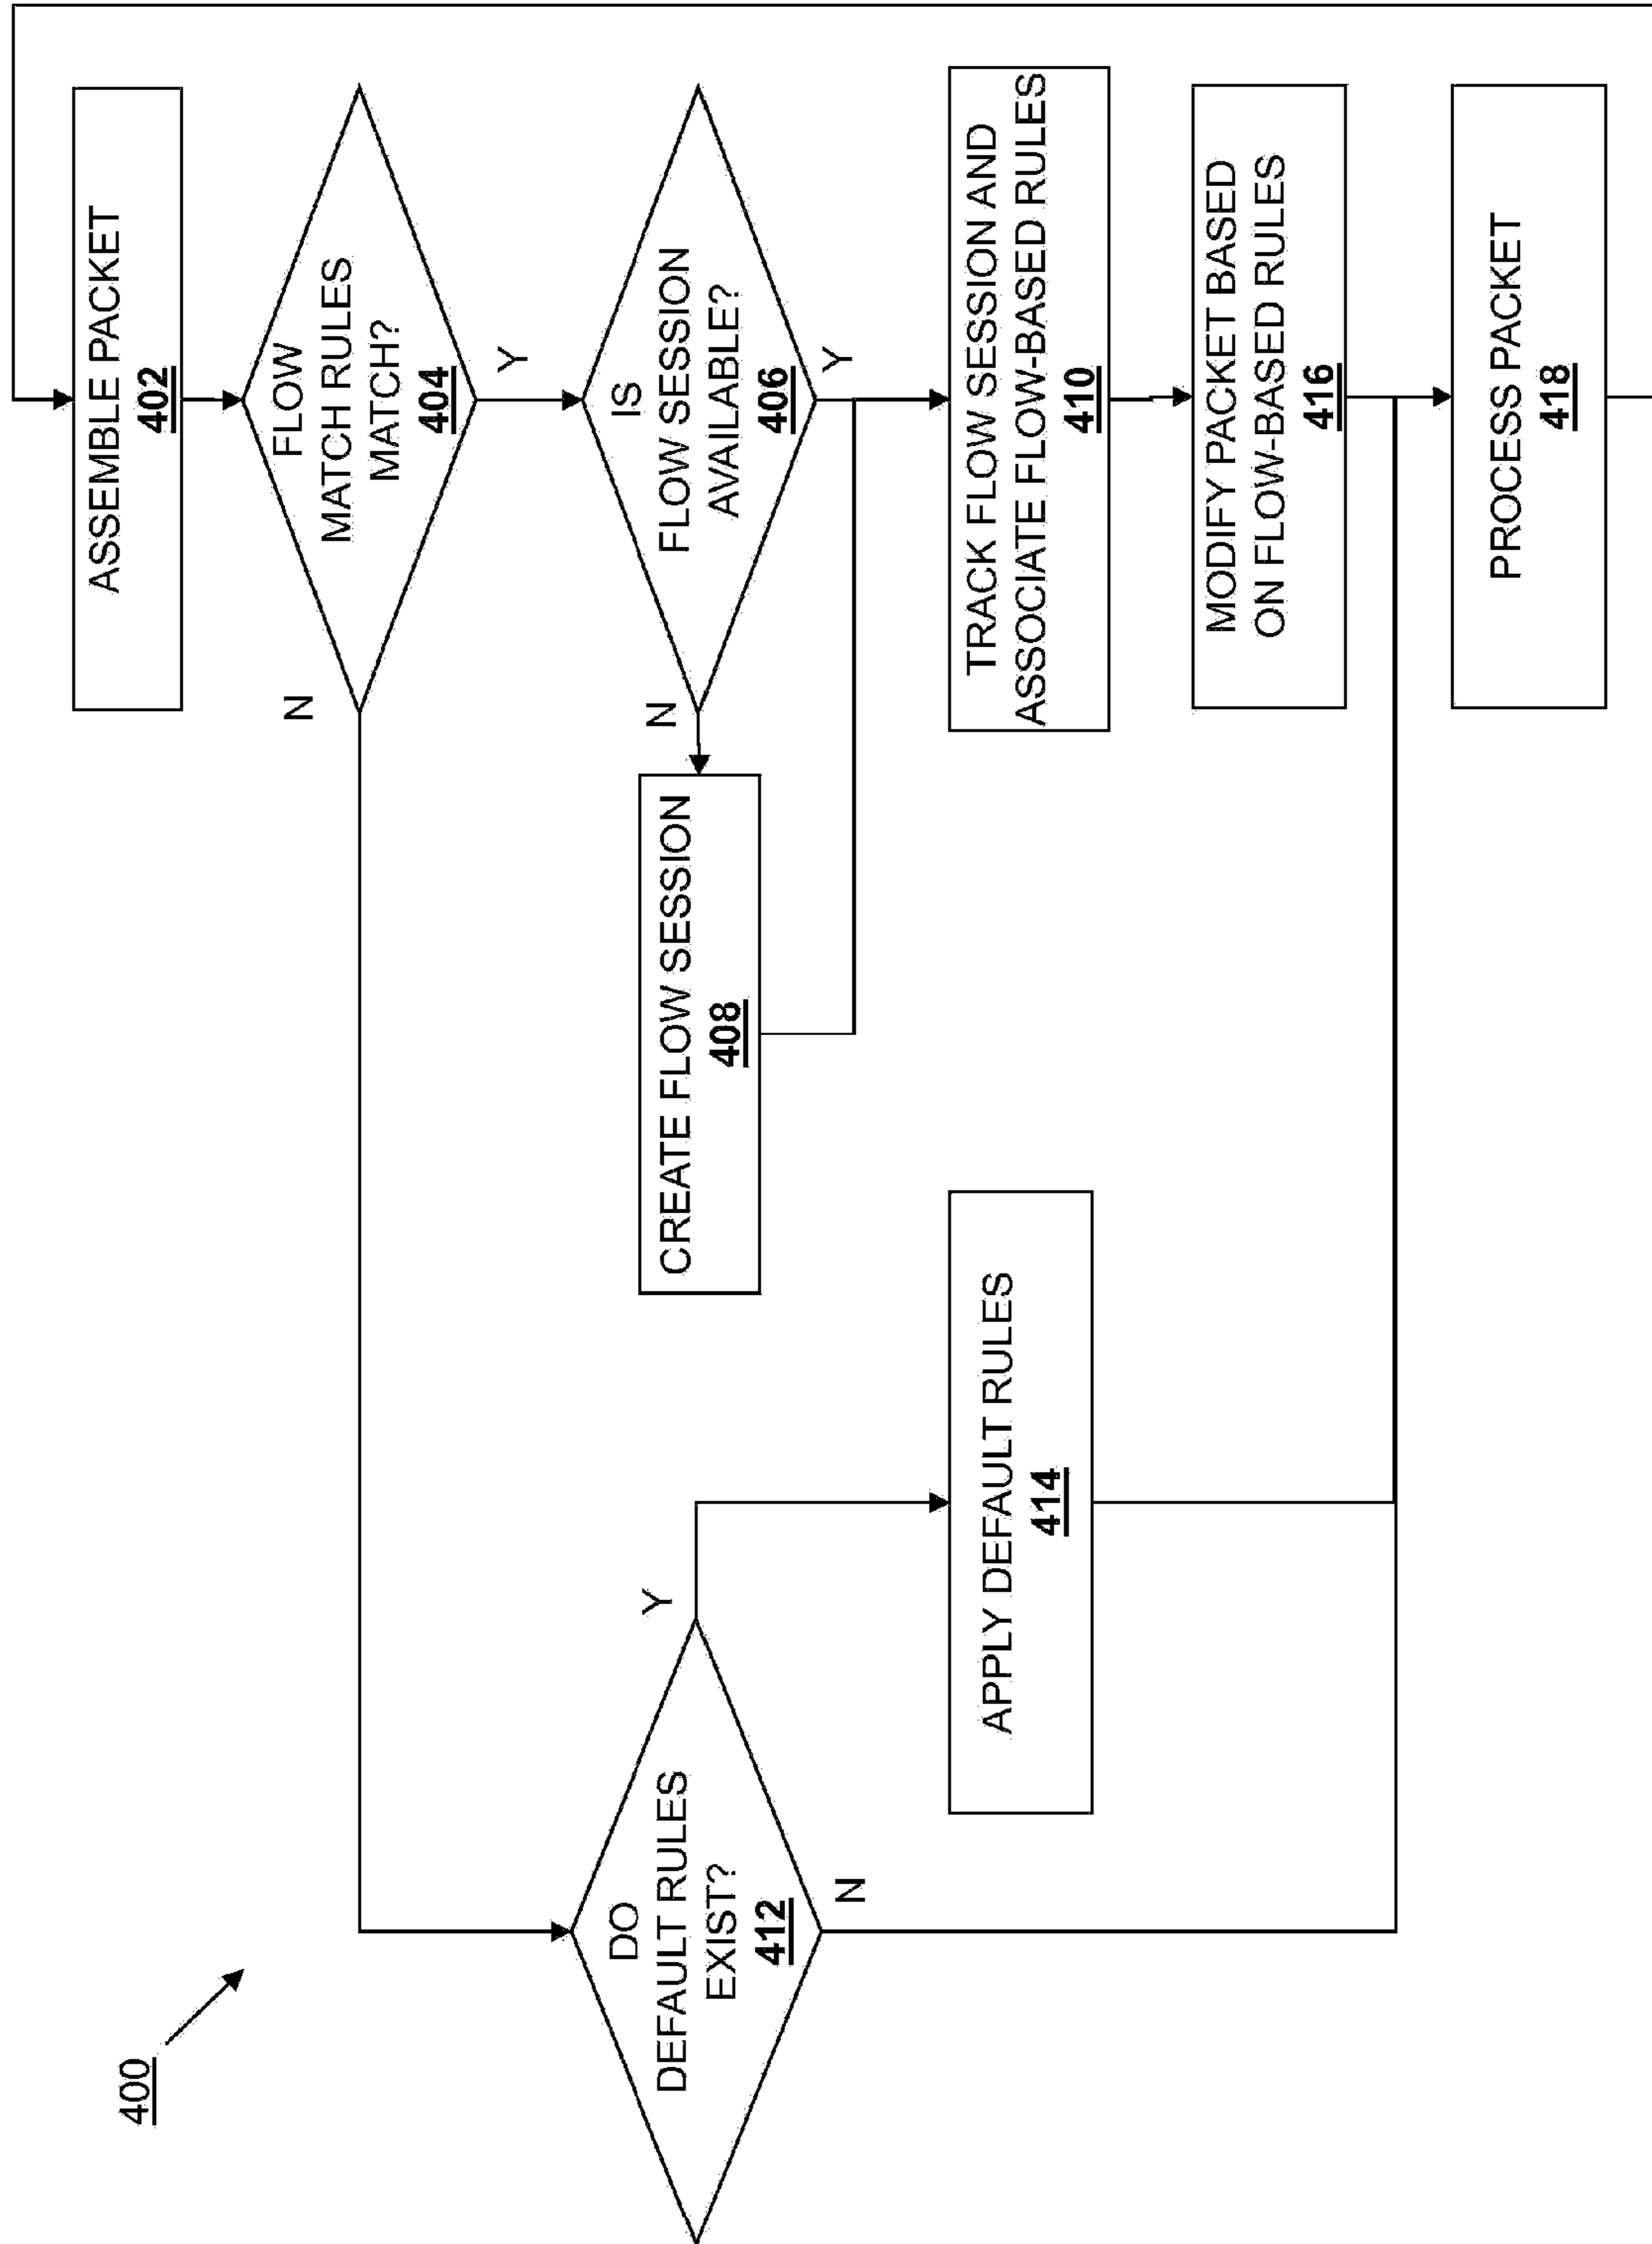 400
ASSEMBLE PACKET
402
FLOW
MATCH RULES
MATCH?
404
N
Y
IS
FLOW SESSION
AVAILABLE?
406
N
Y
CREATE FLOW SESSION
408
TRACK FLOW SESSION AND
ASSOCIATE FLOW-BASED RULES
410
DO
DEFAULT RULES
EXIST?
412
Y
N
APPLY DEFAULT RULES
414
MODIFY PACKET BASED
ON FLOW-BASED RULES
416
PROCESS PACKET
418